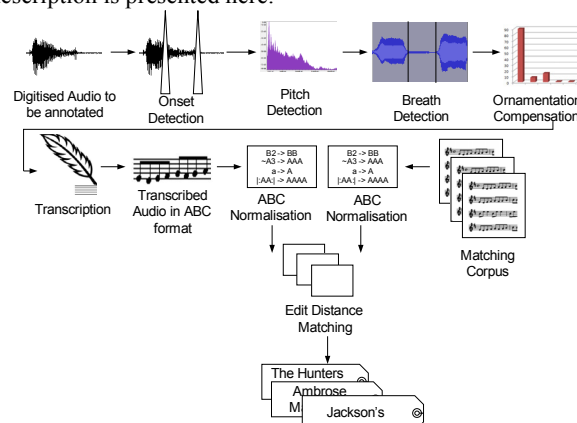 escription is presented here:
Digitised Audio to
be annotated
Onset
Detection
Pitch
Detection
Breath
Detection
Ornamentation
Compensation
Transcription
Transcribed
Audio in ABC
format
B2 -> BB
~A3 -> AAA
a -> A
|:AA:| -> AAAA
ABC
Normalisation
B2 -> BB
~A3 -> AAA
a -> A
|:AA:| -> AAAA
ABC
Normalisation
Matching
Corpus
Edit Distance
Matching
The Hunters
Ambrose
Jackson's